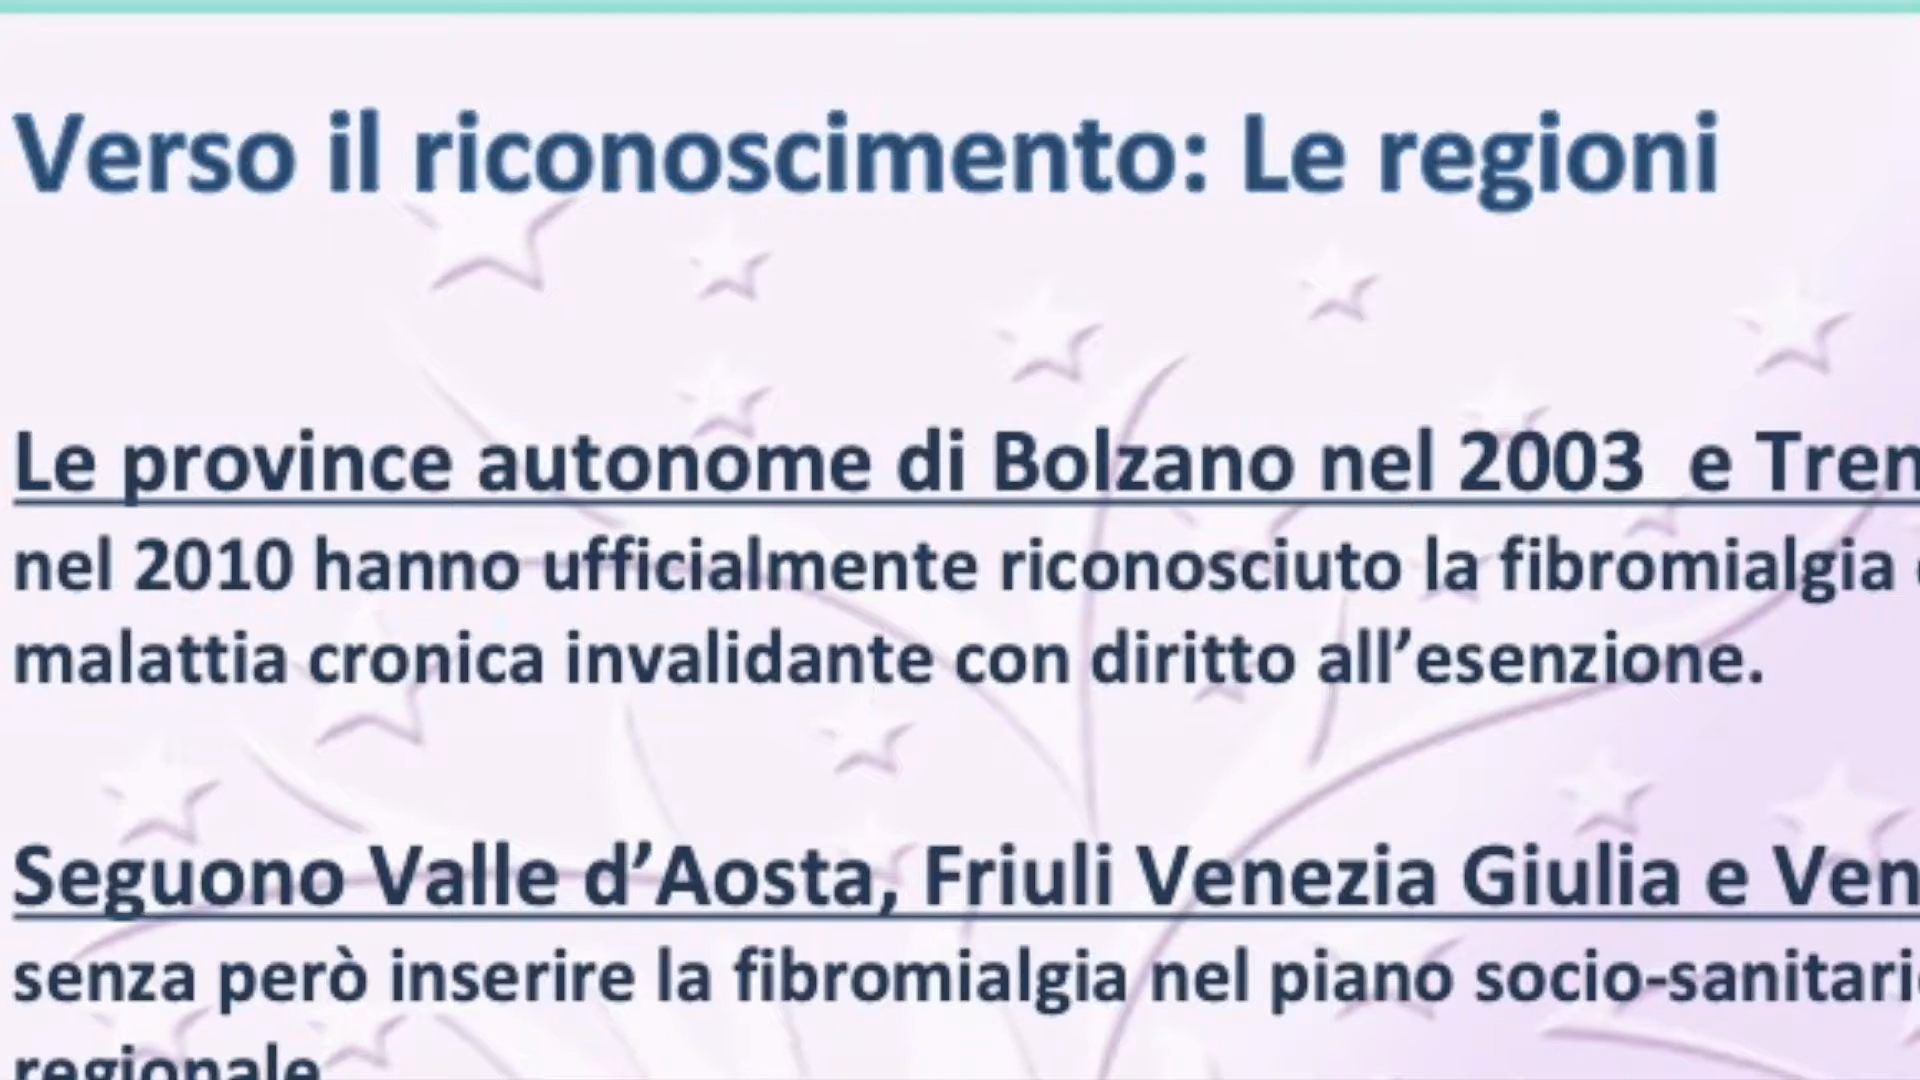 Verso il riconoscimento: Le regioni
Le province autonome di Bolzano nel 2003 e Tren
nel 2010 hanno ufficialmente riconosciuto la fibromialgia
malattia cronica invalidante con diritto all’esenzione.
Seguono Valle d’Aosta, Friuli Venezia Giulia e Ven
senza però inserire la fibromialgia nel piano socio-sanitari
regionale